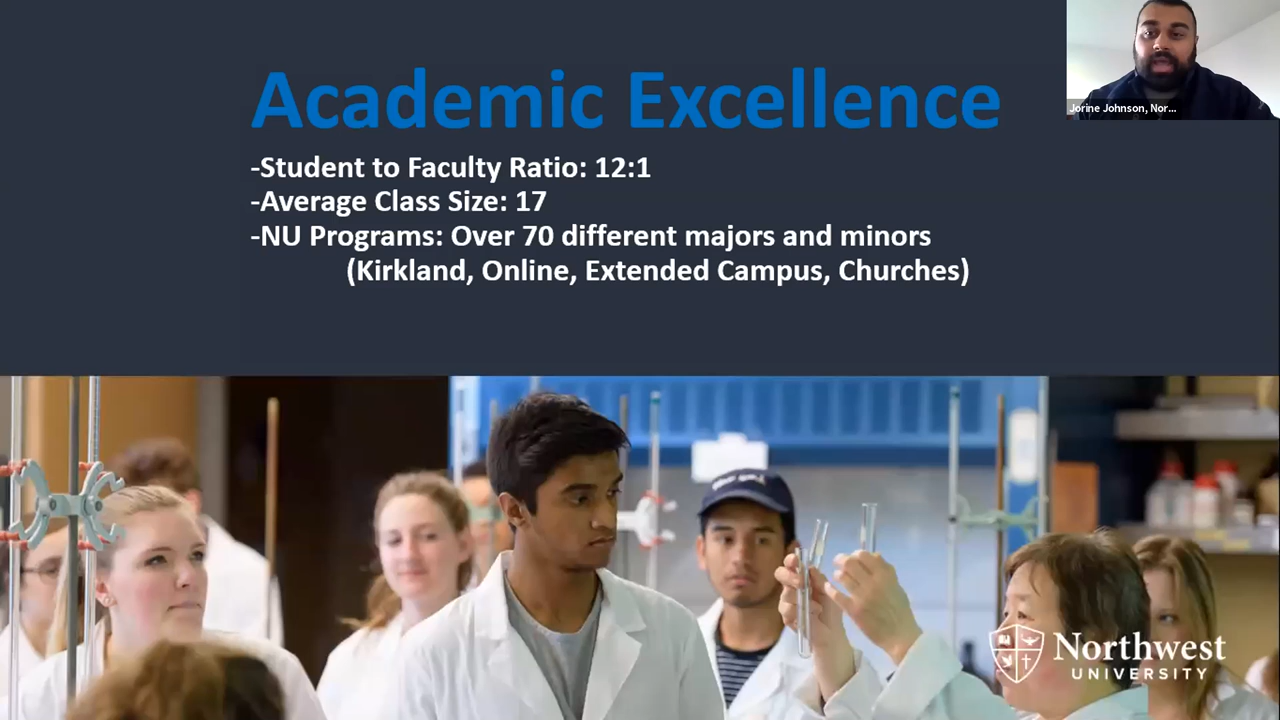 Academic Excellence
-Student to Faculty Ratio: 12:1
-Average Class Size: 17
-NU Programs: Over 70 different majors and minors
(Kirkland, Online, Extended Campus, Churches)
Jorine Johnson, Nor...
Northwest
UNIVERSITY